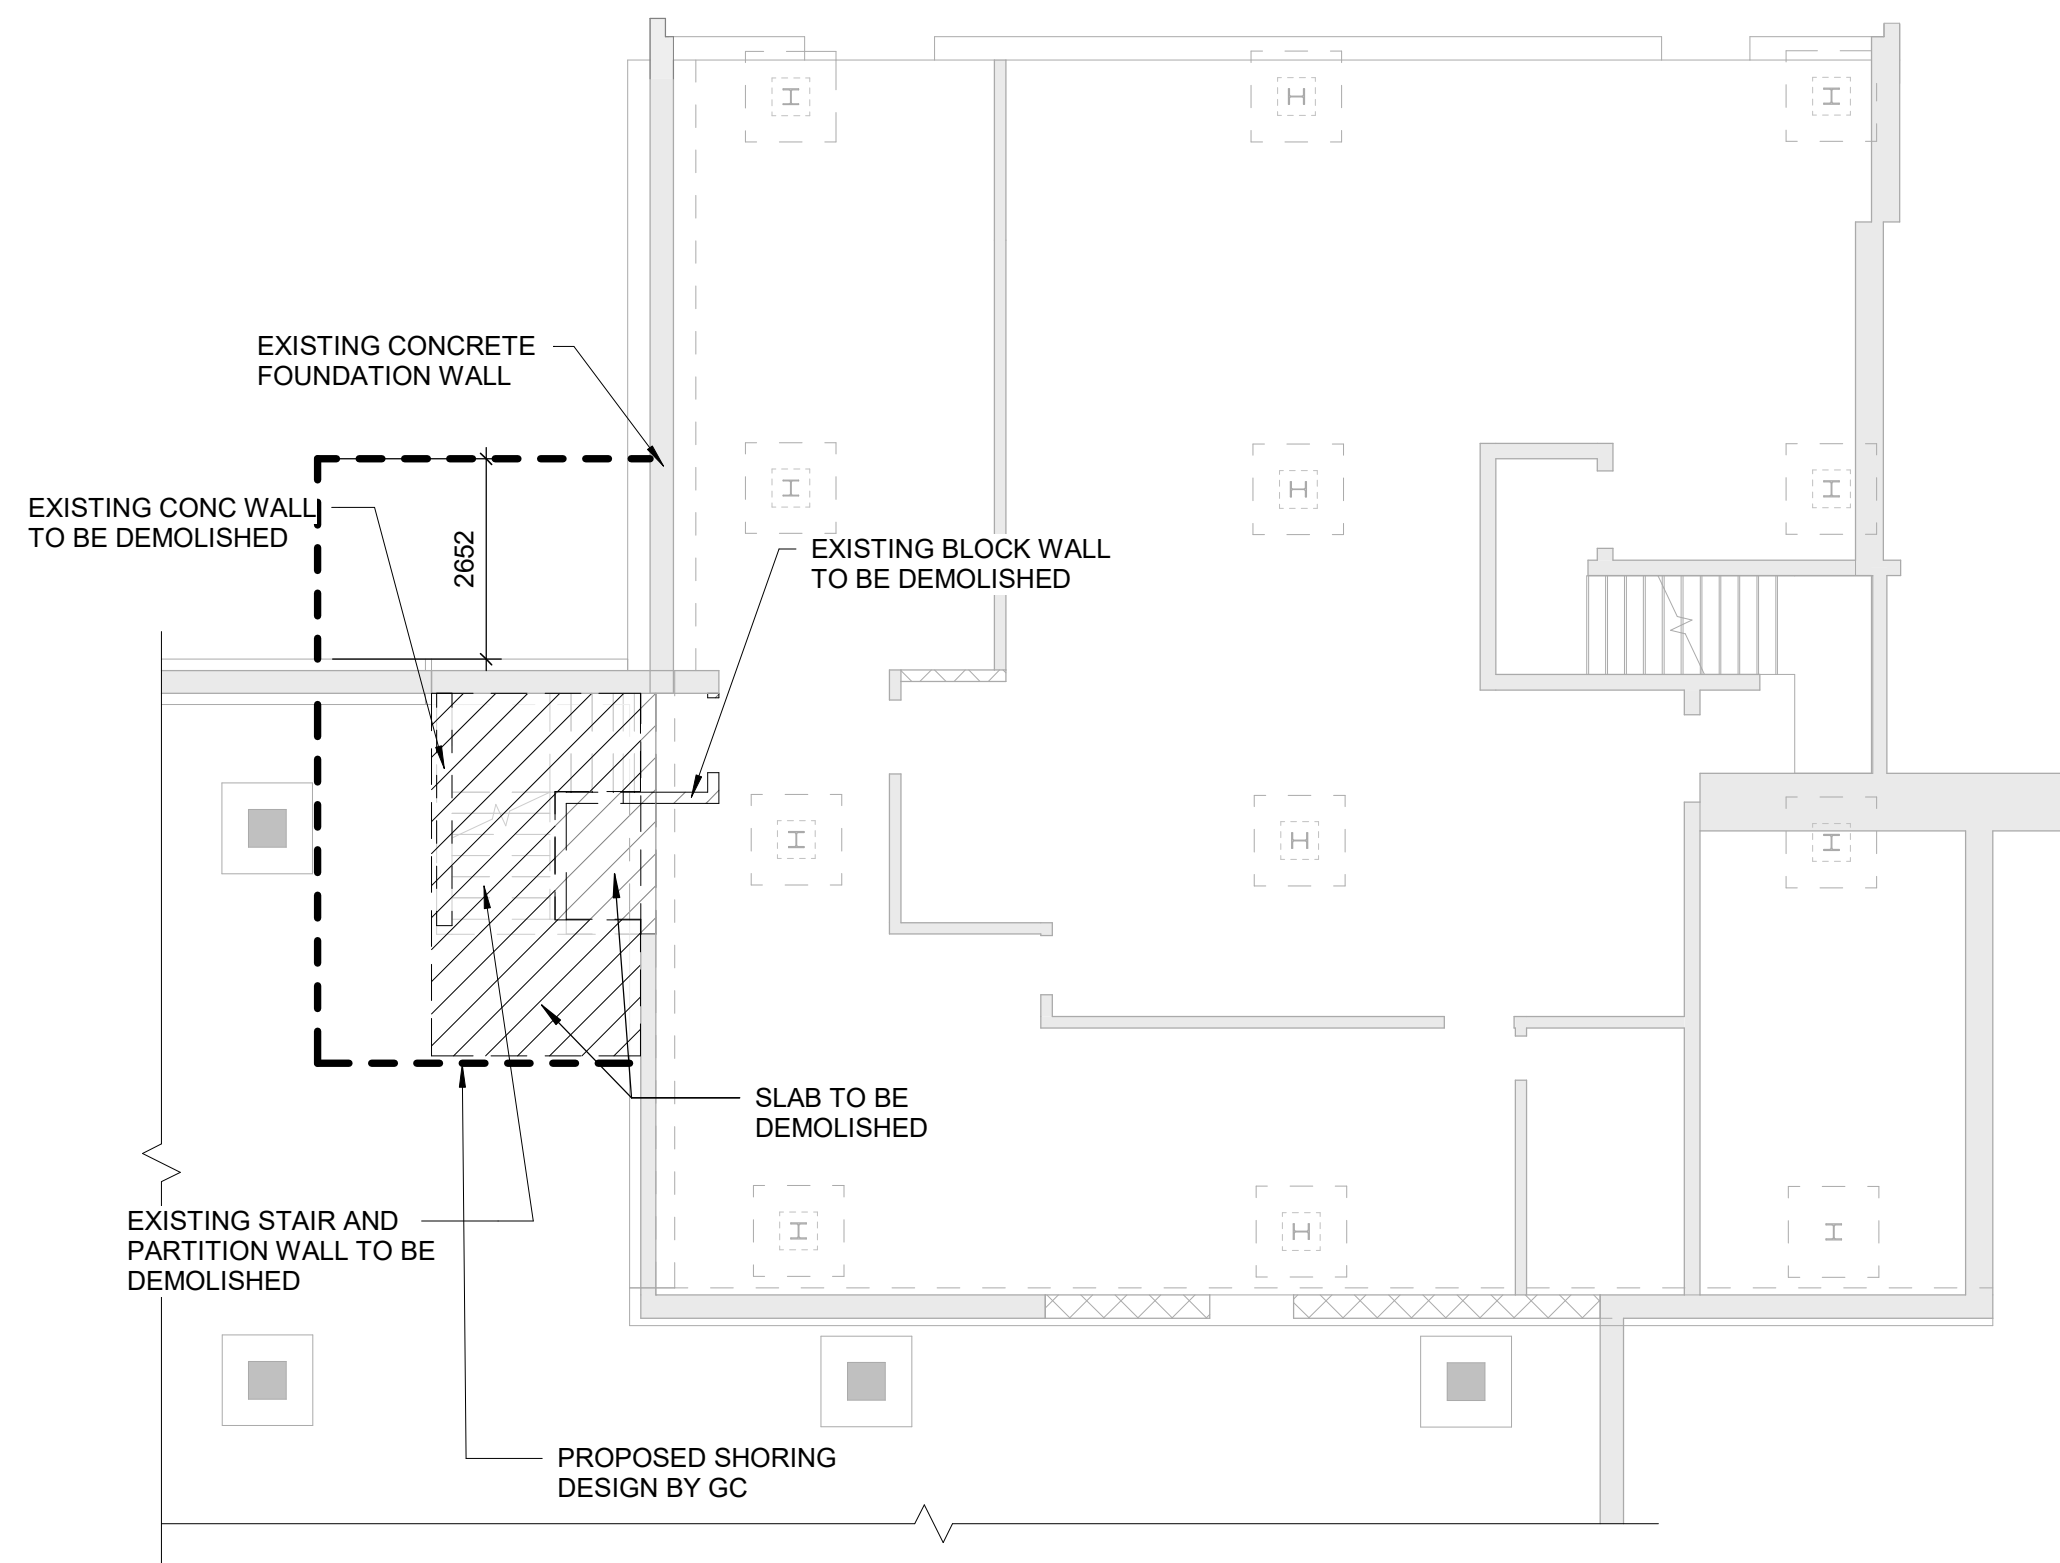 EXISTING CONCRETE
FOUNDATION WALL
EXISTING CONC WALL
TO BE DEMOLISHED
2652
EXISTING BLOCK WALL
TO BE DEMOLISHED
SLAB TO BE
DEMOLISHED
EXISTING STAIR AND
PARTITION WALL TO BE
DEMOLISHED
PROPOSED SHORING
DESIGN BY GC